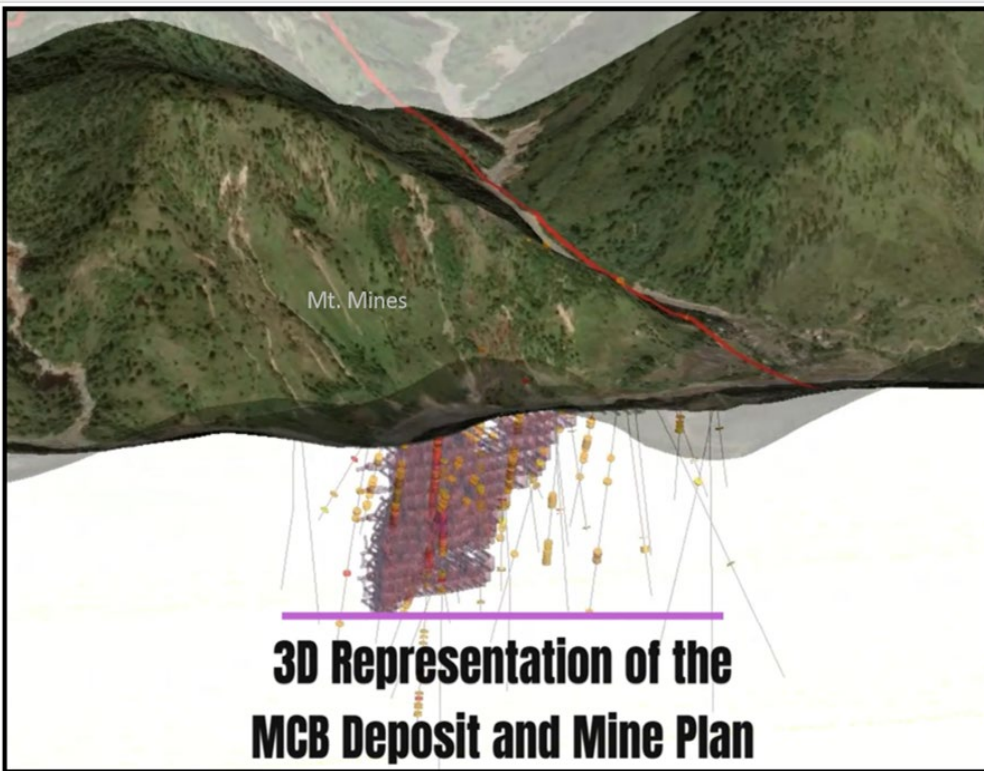 Mt. Mines
3D Representation of the
MCB Deposit and Mine Plan